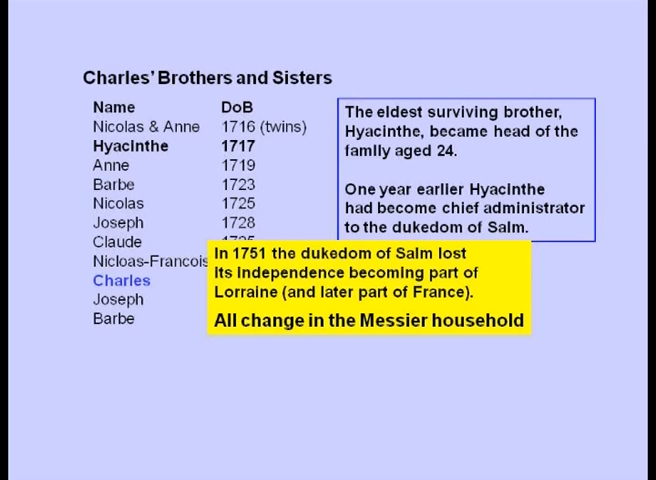 Charles' Brothers and Sisters
Name DoB
Nicolas & Anne 1716 (twins)
Hyacinthe 1717
Anne 1719
Barbe 1723
Nicolas 1725
Joseph 1728
Claude
Nicloas-Francois
Charles
Joseph
Barbe
The eldest surviving brother,
Hyacinthe, became head of the
family aged 24.
One year earlier Hyacinthe
had become chief administrator
to the dukedom of Salm.
In 1751 the dukedom of Salm lost
its independence becoming part of
Lorraine (and later part of France).
All change in the Messier household